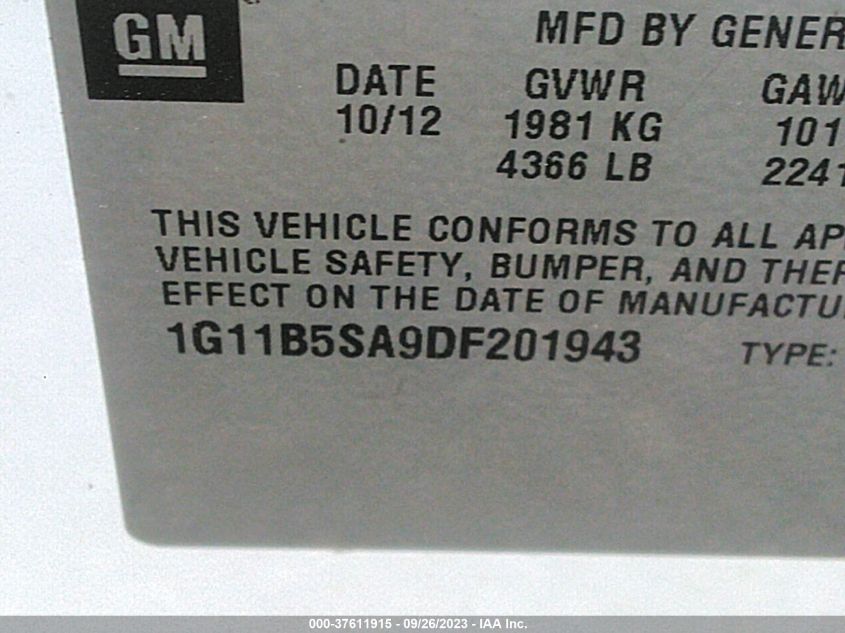 GM
MFD BY GENER
DATE GVWR GAW
10/12 1981 KG 101
4366 LB 2241
THIS VEHICLE CONFORMS TO ALL AP
VEHICLE SAFETY, BUMPER, AND THEF
EFFECT ON THE DATE OF MANUFACTU
1G11B5SA9DF201943 TYPE:
000-37611915 - 09/26/2023 - IAA Inc.